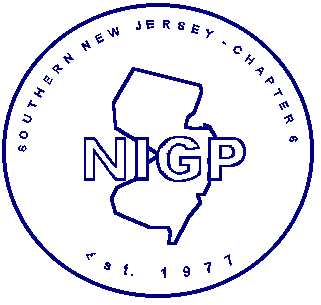 SOUTHERN NEW JERSEY - CHAPTER 6
NIGP
Est. 1977